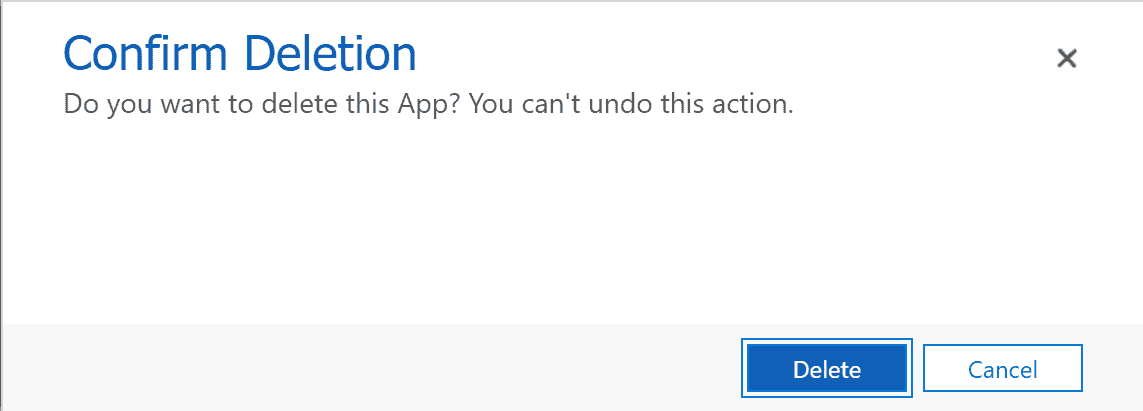 Confirm Deletion
Do you want to delete this App? You can't undo this action.
Delete
Cancel